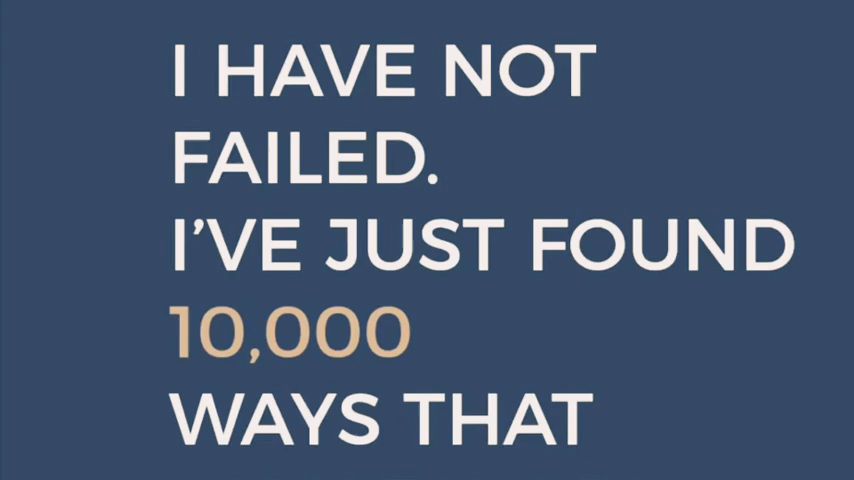 I HAVE NOT
FAILED.
I’VE JUST FOUND
10,000
WAYS THAT